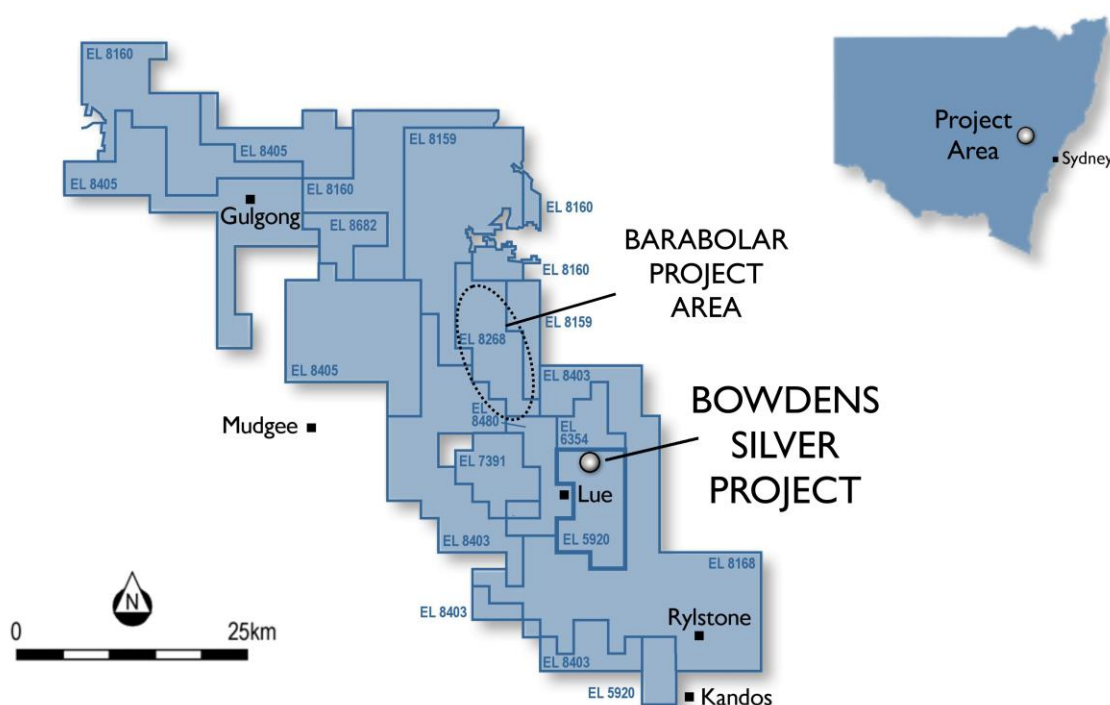 EL 8160
EL 8405
EL 8159
EL 8405
EL 8160
Gulgong
EL 8682
EL 8160
EL 8160
BARABOLAR
PROJECT
AREA
EL 8159
EL 8268
EL 8405
EL 8403
EL
8480
EL
6354
Mudgee
BOWDENS
SILVER
PROJECT
EL 7391
Lue
EL 8403
EL 5920
EL 8168
EL 8403
Rylstone
EL 8403
EL 5920
Kandos
N
0
25km
Project
Area
Sydney